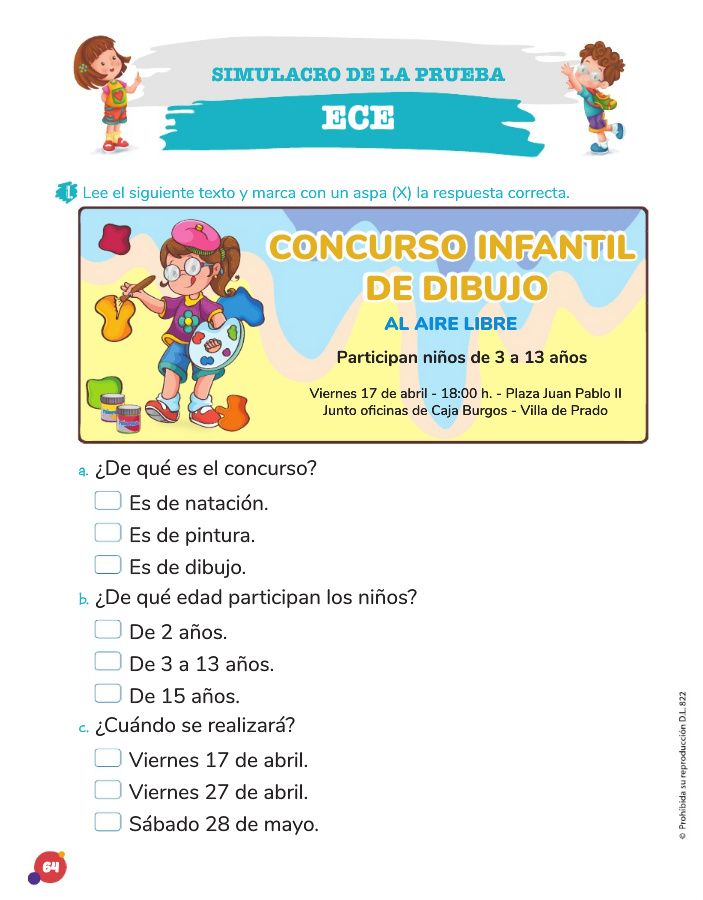 SIMULACRO DE LA PRUEBA
ECE
1 Lee el siguiente texto y marca con un aspa (X) la respuesta correcta.
CONCURSO INFANTIL
DE DIBUJO
AL AIRE LIBRE
Participan niños de 3 a 13 años
Viernes 17 de abril - 18:00 h. - Plaza Juan Pablo II
Junto oficinas de Caja Burgos - Villa de Prado
a. ¿De qué es el concurso?
Es de natación.
Es de pintura.
Es de dibujo.
b. ¿De qué edad participan los niños?
De 2 años.
De 3 a 13 años.
De 15 años.
c. ¿Cuándo se realizará?
Viernes 17 de abril.
Viernes 27 de abril.
Sábado 28 de mayo.
© Prohibida su reproducción D.L. 822
64